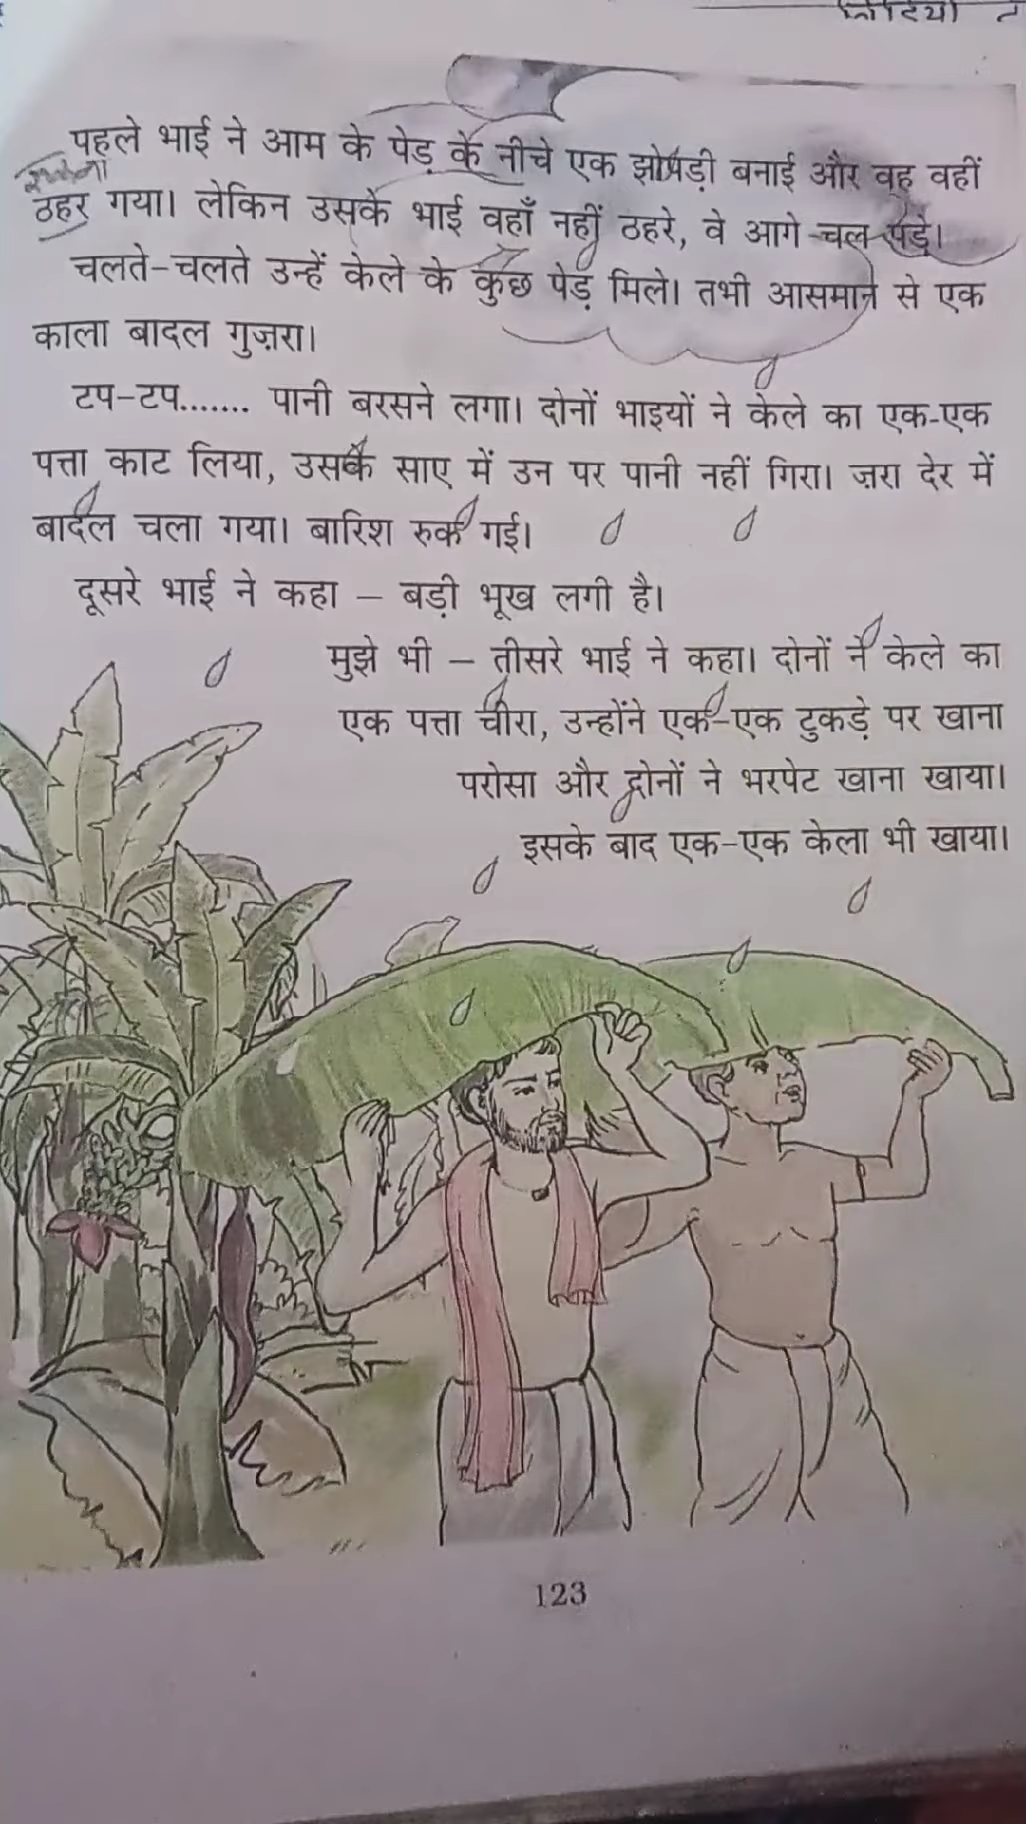 पहले भाई ने आम के पेड़ के नीचे एक झोपड़ी बनाई और वह वहीं
ठहर गया। लेकिन उसके भाई वहाँ नहीं ठहरे, वे आगे चल पड़े।
चलते-चलते उन्हें केले के कुछ पेड़ मिले। तभी आसमान से एक
काला बादल गुज़रा।
टप-टप....... पानी बरसने लगा। दोनों भाइयों ने केले का एक-एक
पत्ता काट लिया, उसके साए में उन पर पानी नहीं गिरा। ज़रा देर में
बादल चला गया। बारिश रुक गई।
दूसरे भाई ने कहा – बड़ी भूख लगी है।
मुझे भी – तीसरे भाई ने कहा। दोनों ने केले का
एक पत्ता चीरा, उन्होंने एक-एक टुकड़े पर खाना
परोसा और दोनों ने भरपेट खाना खाया।
इसके बाद एक-एक केला भी खाया।
123